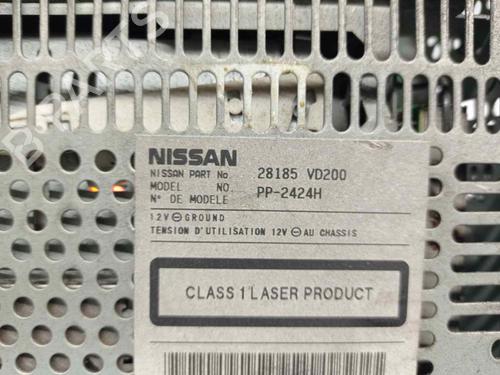 NISSAN
NISSAN PART No. 28185 VD200
MODEL NO. PP-2424H
N° DE MODELE
12V ⊖ GROUND
TENSION D'UTILISATION 12V ⊖ AU CHASSIS
CLASS 1 LASER PRODUCT
B-PARTS